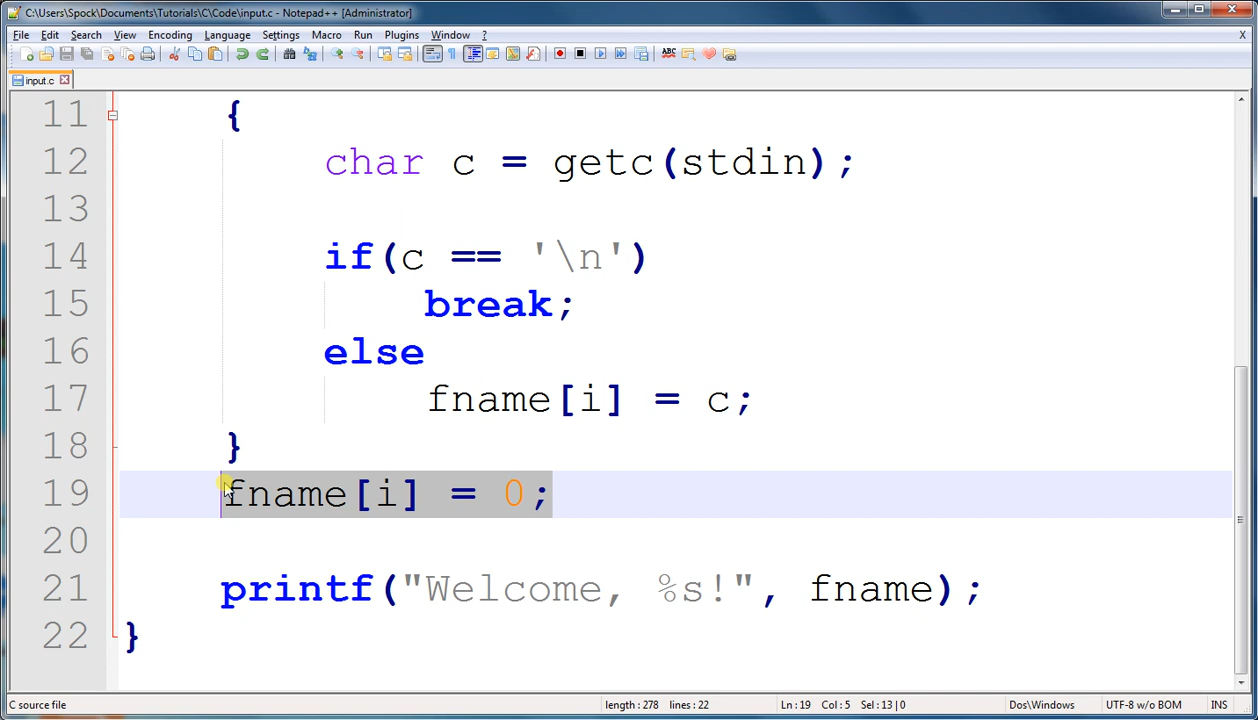 C:\Users\Spock\Documents\Tutorials\C\Code\input.c - Notepad++ [Administrator]
File Edit Search View Encoding Language Settings Macro Run Plugins Window ? X
input.c
11 {
12 char c = getc(stdin);
13
14 if(c == '\n')
15 break;
16 else
17 fname[i] = c;
18 }
19 fname[i] = 0;
20
21 printf("Welcome, %s!", fname);
22 }
C source file length : 278 lines : 22 Ln : 19 Col : 5 Sel : 13 | 0 Dos\Windows UTF-8 w/o BOM INS